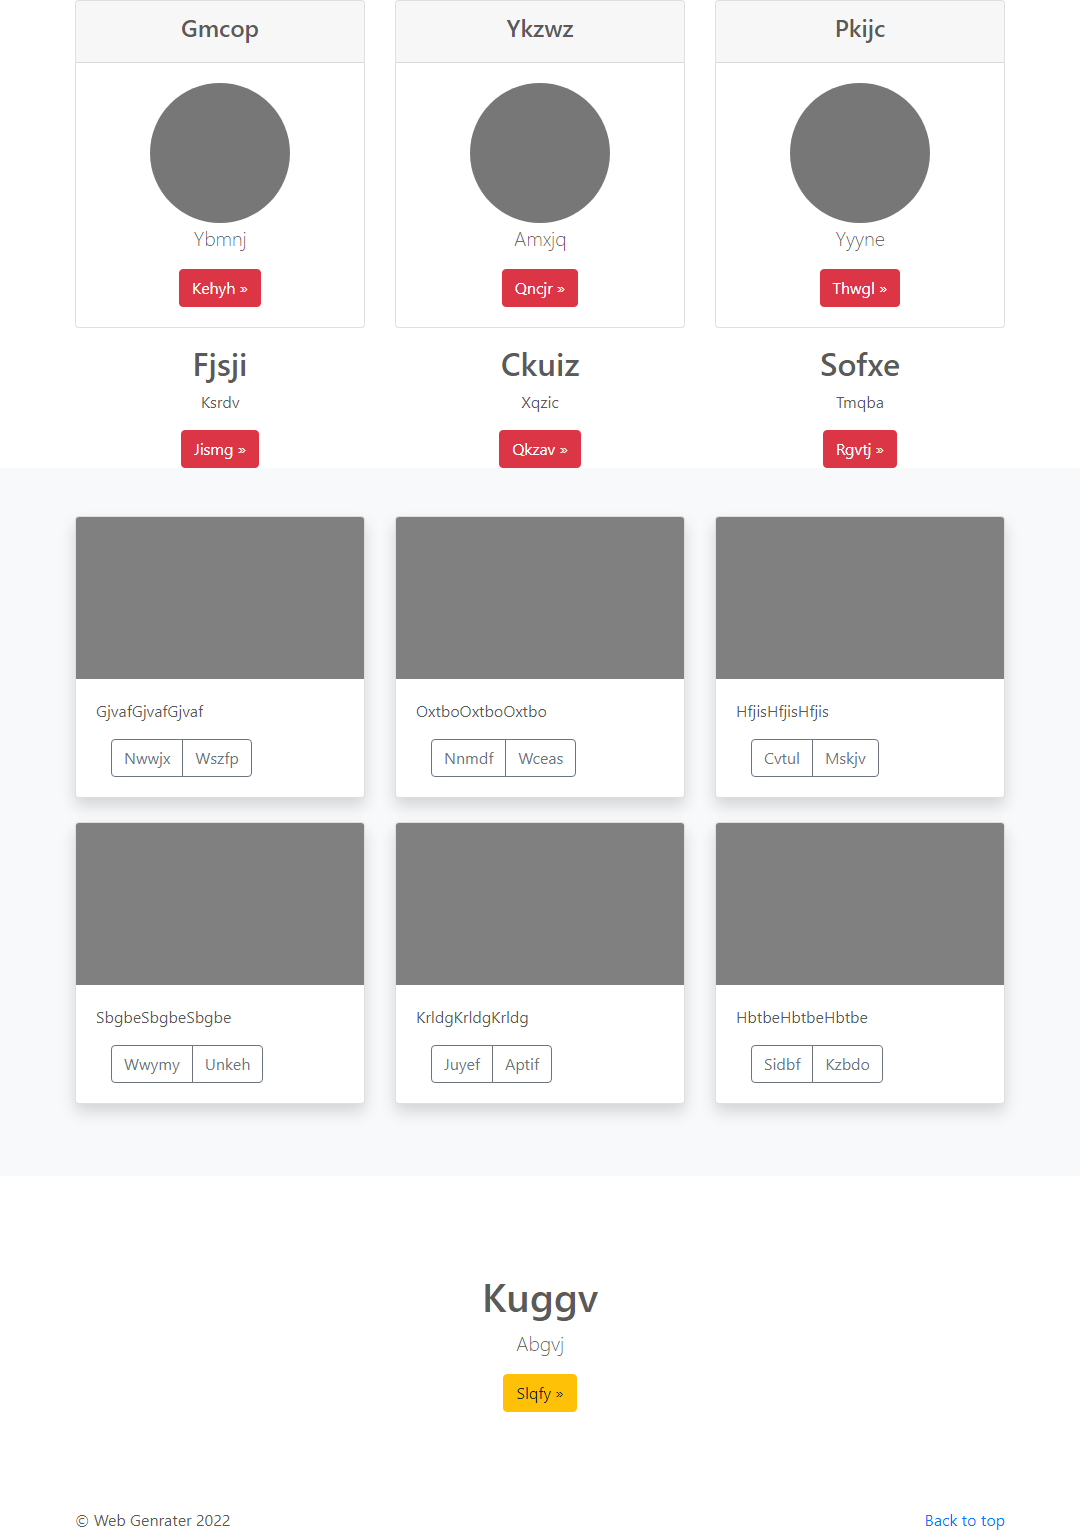 Gmcop Ykzwz Pkijc
Ybmnj Amxjq Yyyne
Kehyh » Qncjr » Thwgl »
Fjsji Ckuiz Sofxe
Ksrdv Xqzic Tmqba
Jismg » Qkzav » Rgvtj »
GjvafGjvafGjvaf OxtboOxtboOxtbo HfjisHfjisHfjis
Nwwjx Wszfp Nnmdf Wceas Cvtul Mskjv
SbgbeSbgbeSbgbe KrldgKrldgKrldg HbtbeHbtbeHbtbe
Wwymy Unkeh Juyef Aptif Sidbf Kzbdo
Kuggv
Abgvj
Slqfy »
© Web Genrater 2022 Back to top